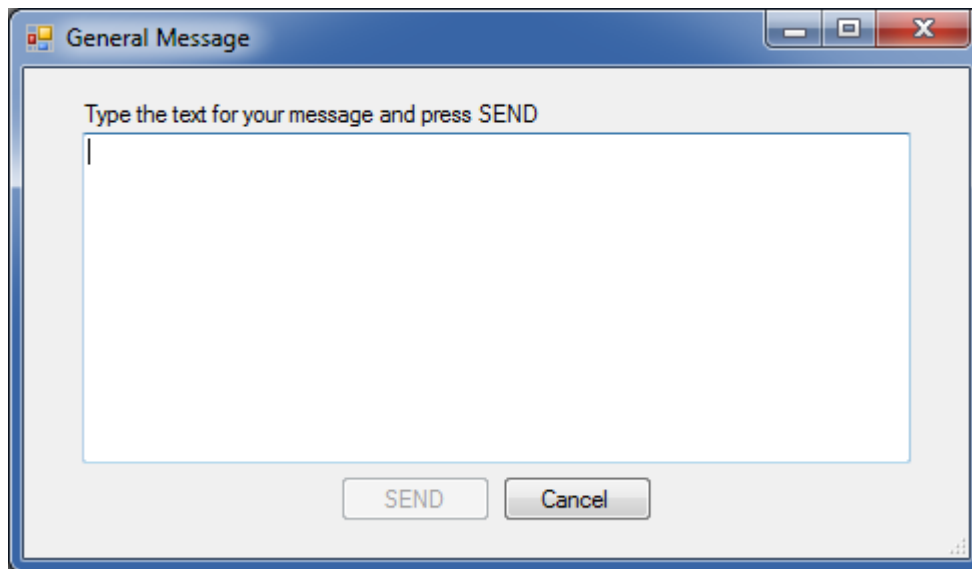 General Message
Type the text for your message and press SEND
SEND Cancel